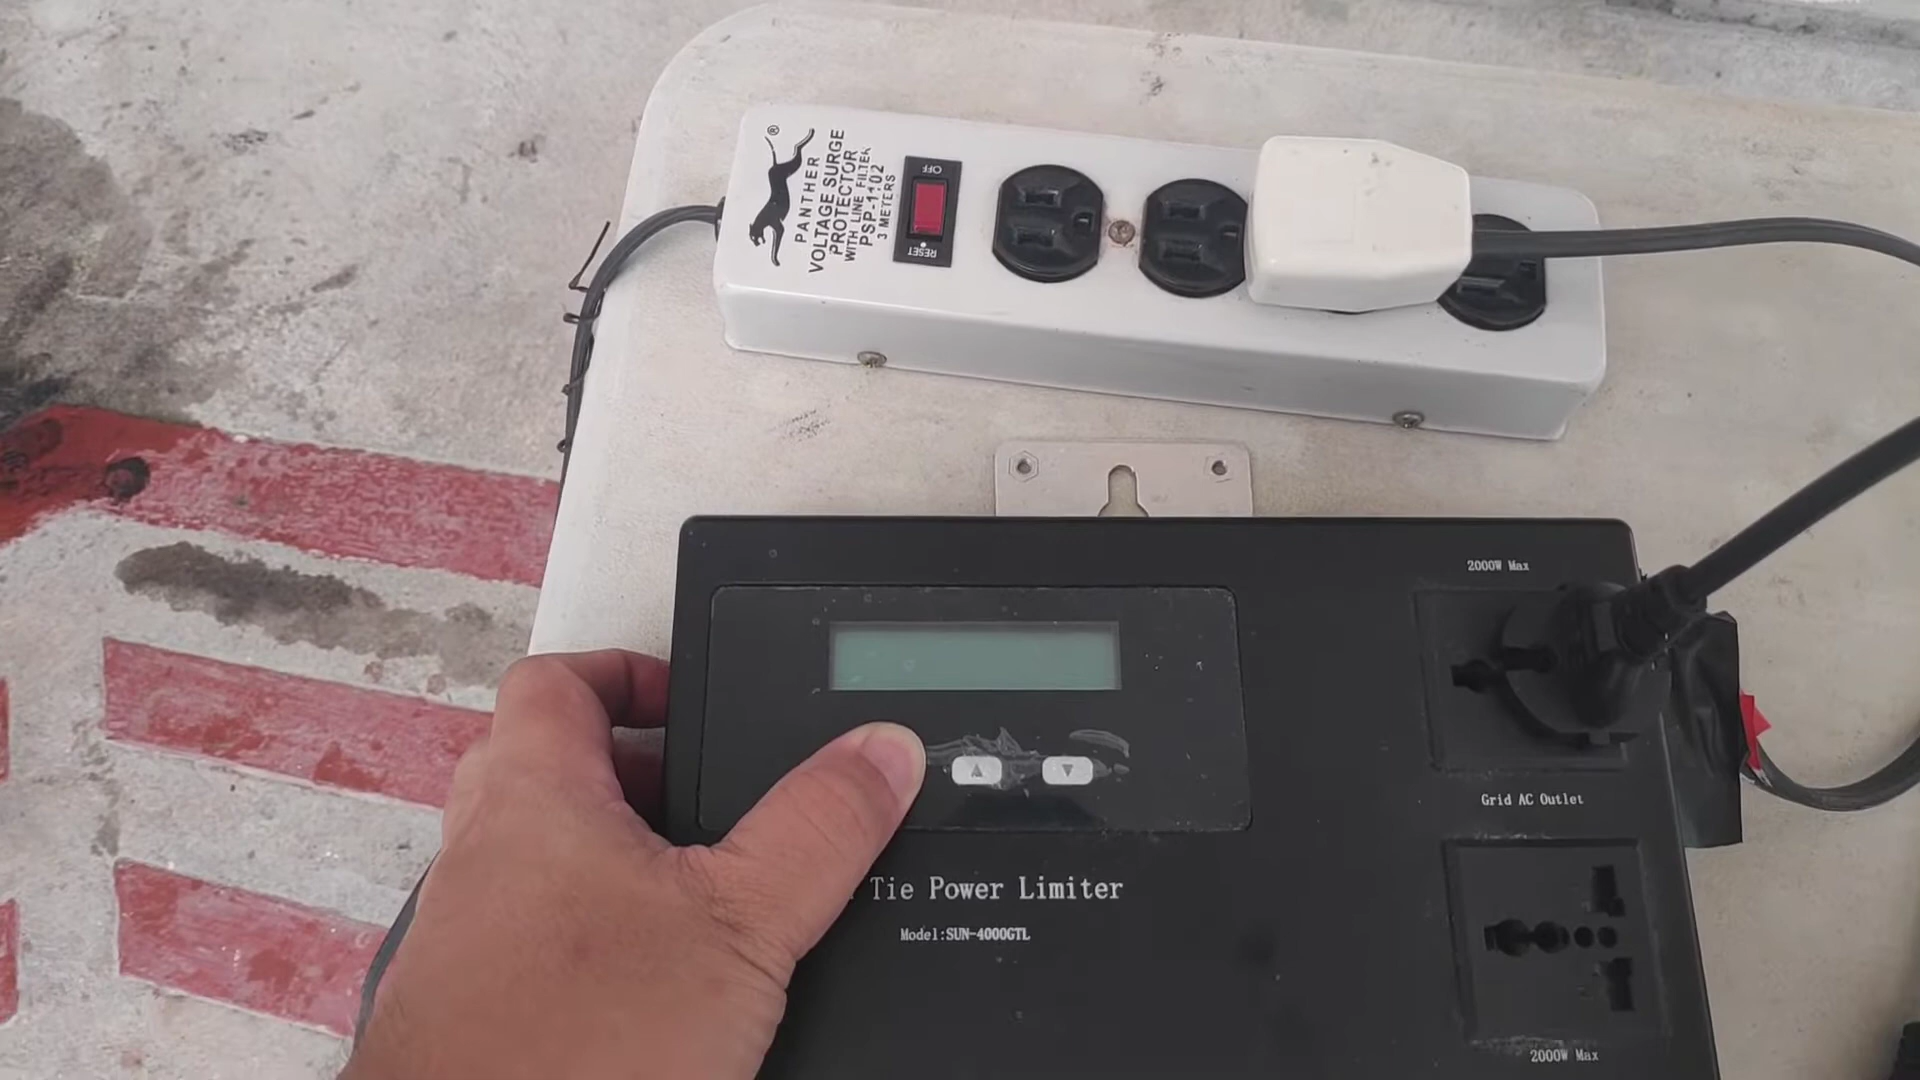 ®
PANTHER
VOLTAGE SURGE
PROTECTOR
WITH LINE FILTER
PSP-1102
3 METERS
OFF
RESET
2000W Max
Grid AC Outlet
Tie Power Limiter
Model:SUN-4000GTL
2000W Max